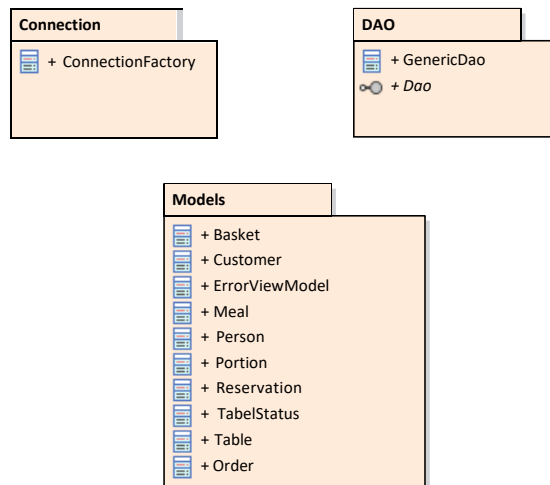 Connection
+ ConnectionFactory
DAO
+ GenericDao
+ Dao
Models
+ Basket
+ Customer
+ ErrorViewModel
+ Meal
+ Person
+ Portion
+ Reservation
+ TabelStatus
+ Table
+ Order